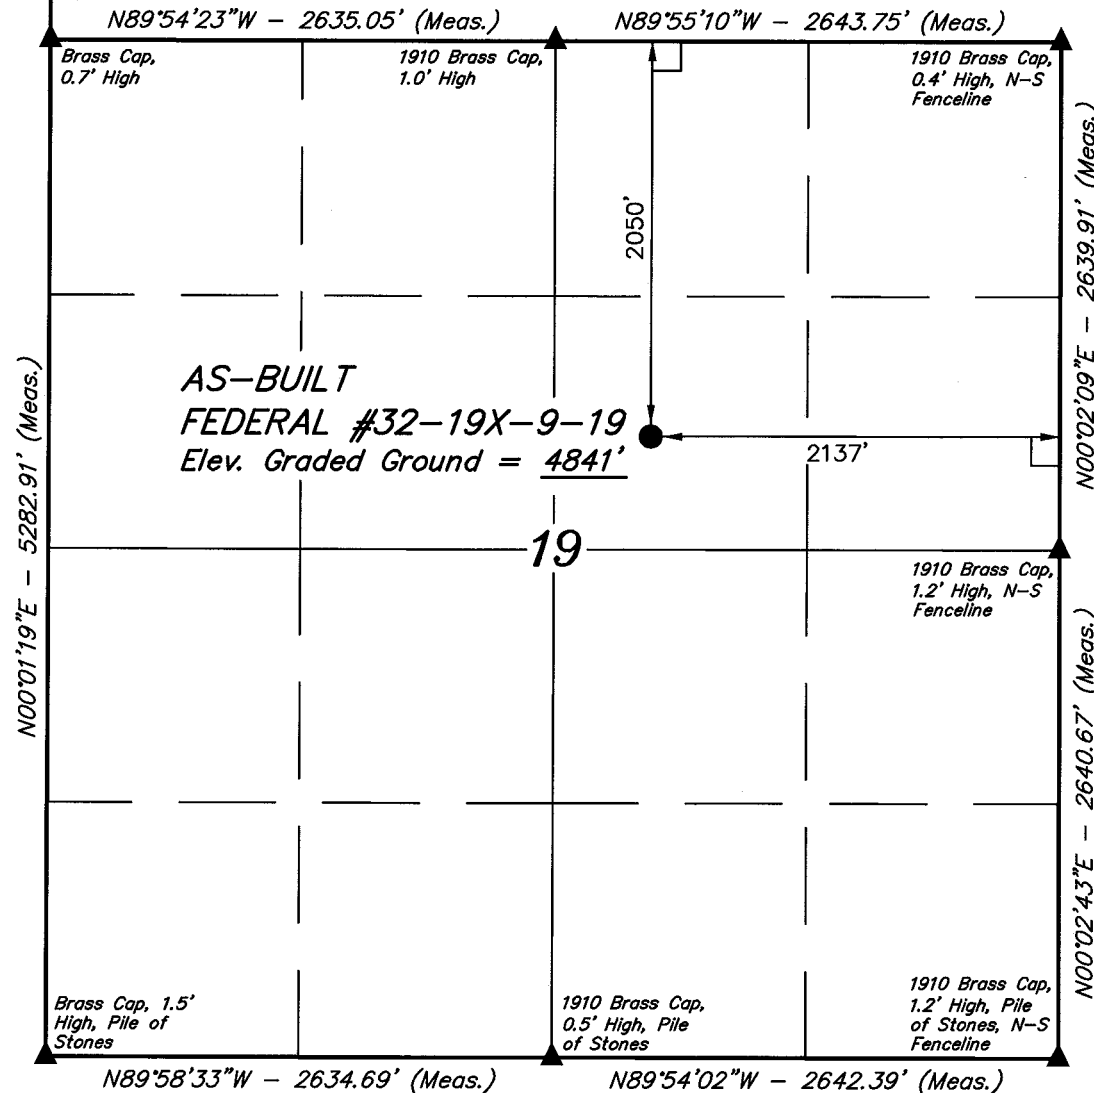 N89°54'23"W - 2635.05' (Meas.)
N89°55'10"W - 2643.75' (Meas.)
Brass Cap,
0.7' High
1910 Brass Cap,
1.0' High
1910 Brass Cap,
0.4' High, N-S
Fenceline
N00°02'09"E - 2639.91' (Meas.)
2050'
AS-BUILT
FEDERAL #32-19X-9-19
Elev. Graded Ground = 4841'
2137'
N00°01'19"E - 5282.91' (Meas.)
19
1910 Brass Cap,
1.2' High, N-S
Fenceline
N00°02'43"E - 2640.67' (Meas.)
Brass Cap, 1.5'
High, Pile of
Stones
1910 Brass Cap,
0.5' High, Pile
of Stones
1910 Brass Cap,
1.2' High, Pile
of Stones, N-S
Fenceline
N89°58'33"W - 2634.69' (Meas.)
N89°54'02"W - 2642.39' (Meas.)